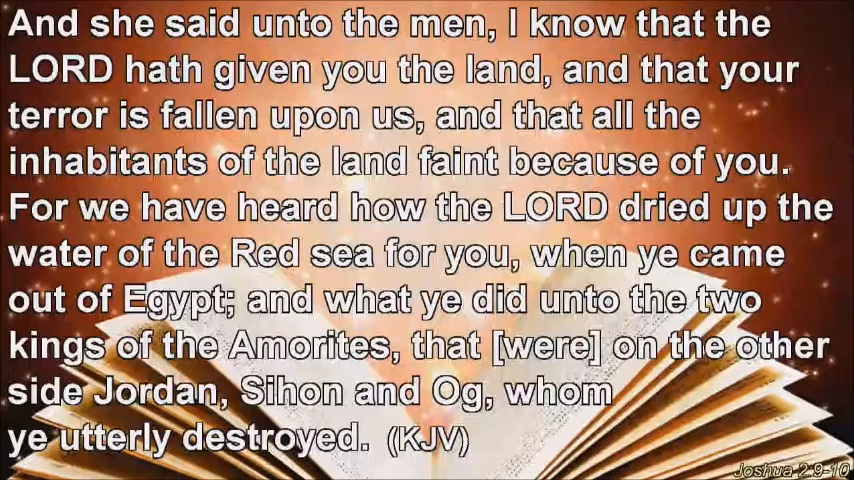 And she said unto the men, I know that the
LORD hath given you the land, and that your
terror is fallen upon us, and that all the
inhabitants of the land faint because of you.
For we have heard how the LORD dried up the
water of the Red sea for you, when ye came
out of Egypt; and what ye did unto the two
kings of the Amorites, that [were] on the other
side Jordan, Sihon and Og, whom
ye utterly destroyed. (KJV)
Joshua 2:9-10